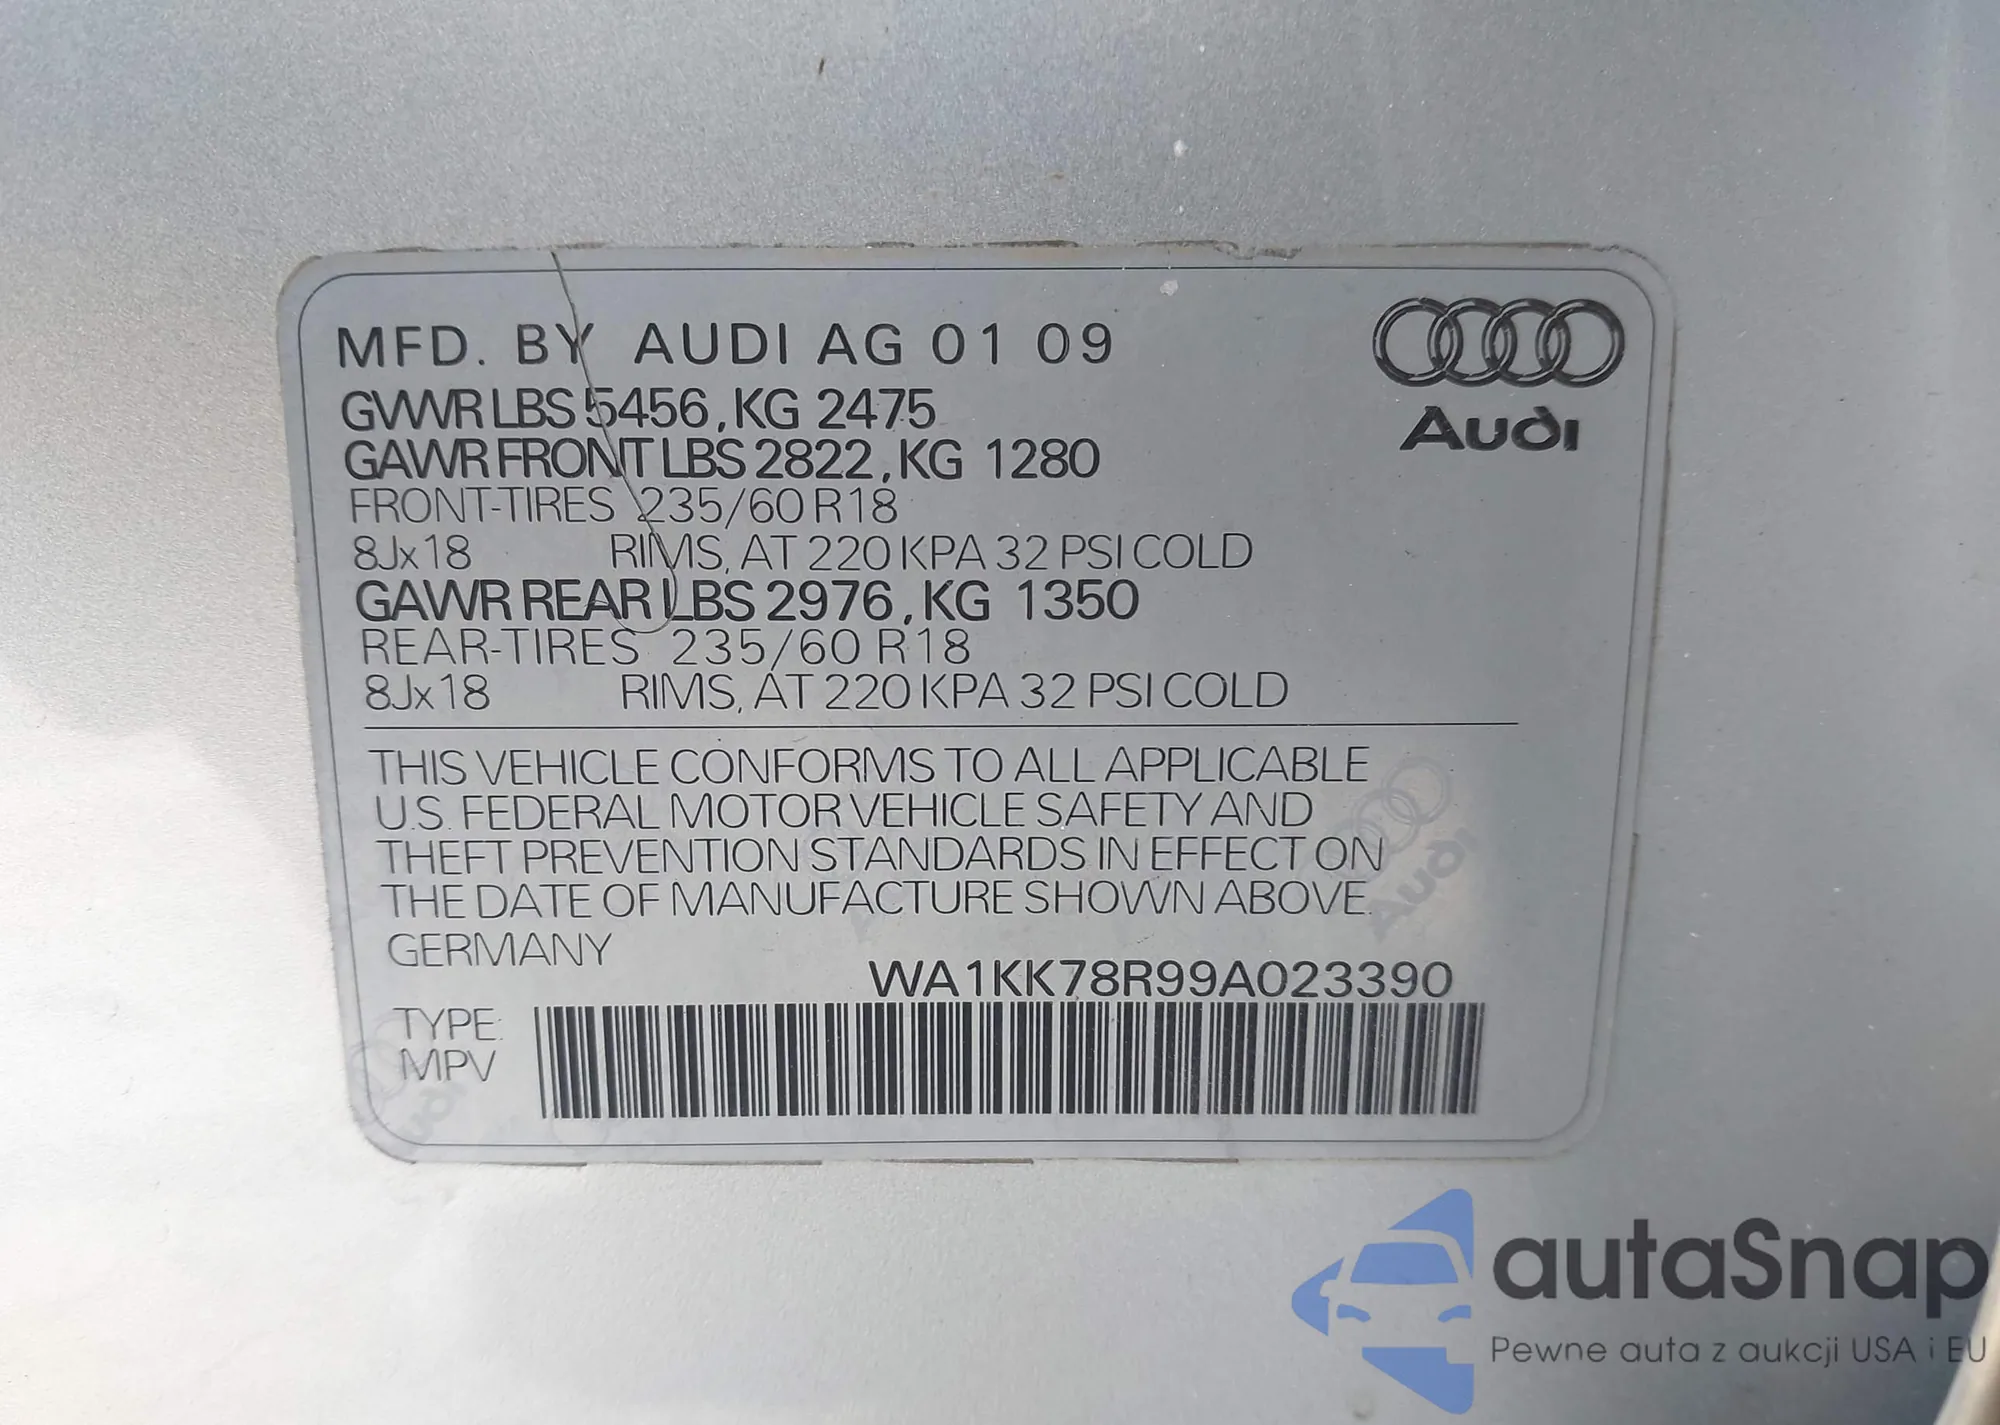 MFD. BY AUDI AG 01 09
GVWR LBS 5456, KG 2475
GAWR FRONT LBS 2822, KG 1280
FRONT-TIRES 235/60 R18
8Jx18 RIMS, AT 220 KPA 32 PSI COLD
GAWR REAR LBS 2976, KG 1350
REAR-TIRES 235/60 R18
8Jx18 RIMS, AT 220 KPA 32 PSI COLD
Audi
THIS VEHICLE CONFORMS TO ALL APPLICABLE
U.S. FEDERAL MOTOR VEHICLE SAFETY AND
THEFT PREVENTION STANDARDS IN EFFECT ON
THE DATE OF MANUFACTURE SHOWN ABOVE.
Audi
GERMANY
WA1KK78R99A023390
TYPE:
MPV
Audi
autaSnap
Pewne auta z aukcji USA i EU